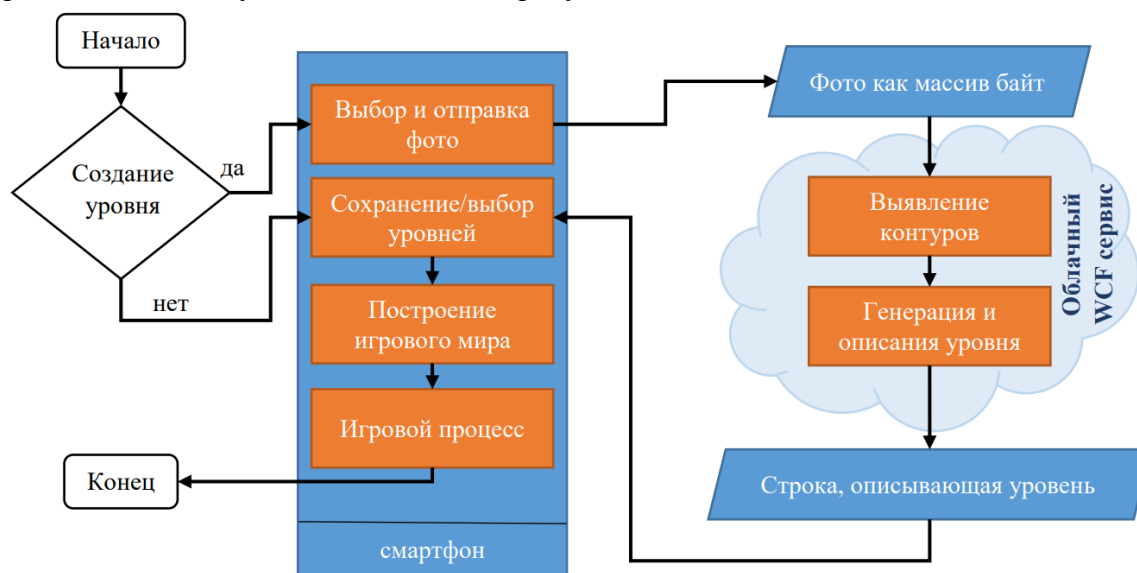 Начало
Создание
уровня
да
нет
Выбор и отправка
фото
Сохранение/выбор
уровней
Построение
игрового мира
Игровой процесс
Конец
смартфон
Фото как массив байт
Выявление
контуров
Генерация и
описания уровня
Облачный
WCF сервис
Строка, описывающая уровень